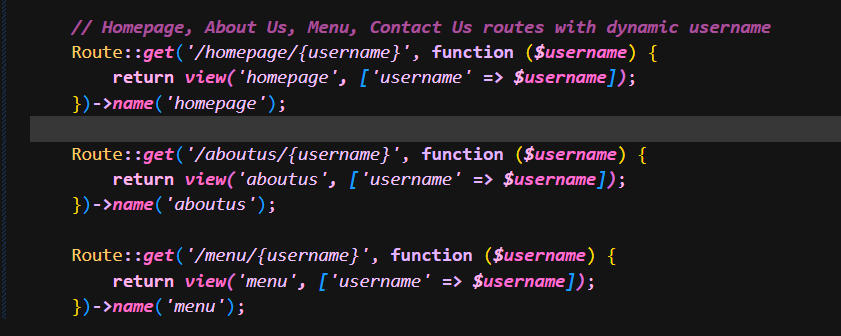 // Homepage, About Us, Menu, Contact Us routes with dynamic username
Route::get('/homepage/{username}', function ($username) {
    return view('homepage', ['username' => $username]);
})->name('homepage');

Route::get('/aboutus/{username}', function ($username) {
    return view('aboutus', ['username' => $username]);
})->name('aboutus');

Route::get('/menu/{username}', function ($username) {
    return view('menu', ['username' => $username]);
})->name('menu');